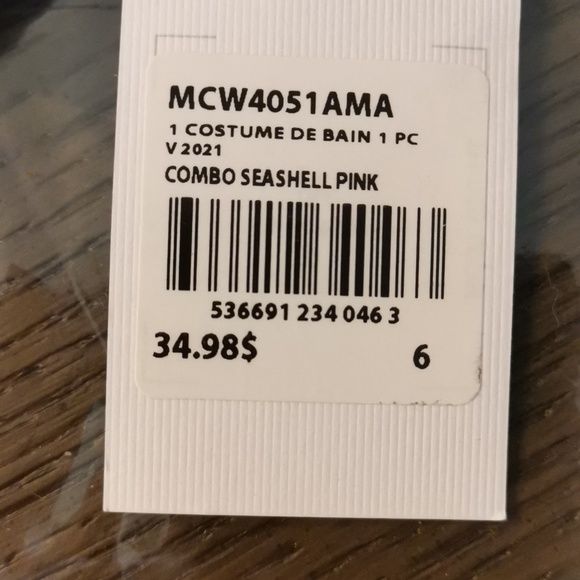 MCW4051AMA
1 COSTUME DE BAIN 1 PC
V 2021
COMBO SEASHELL PINK
536691 234 046 3
34.98$ 6